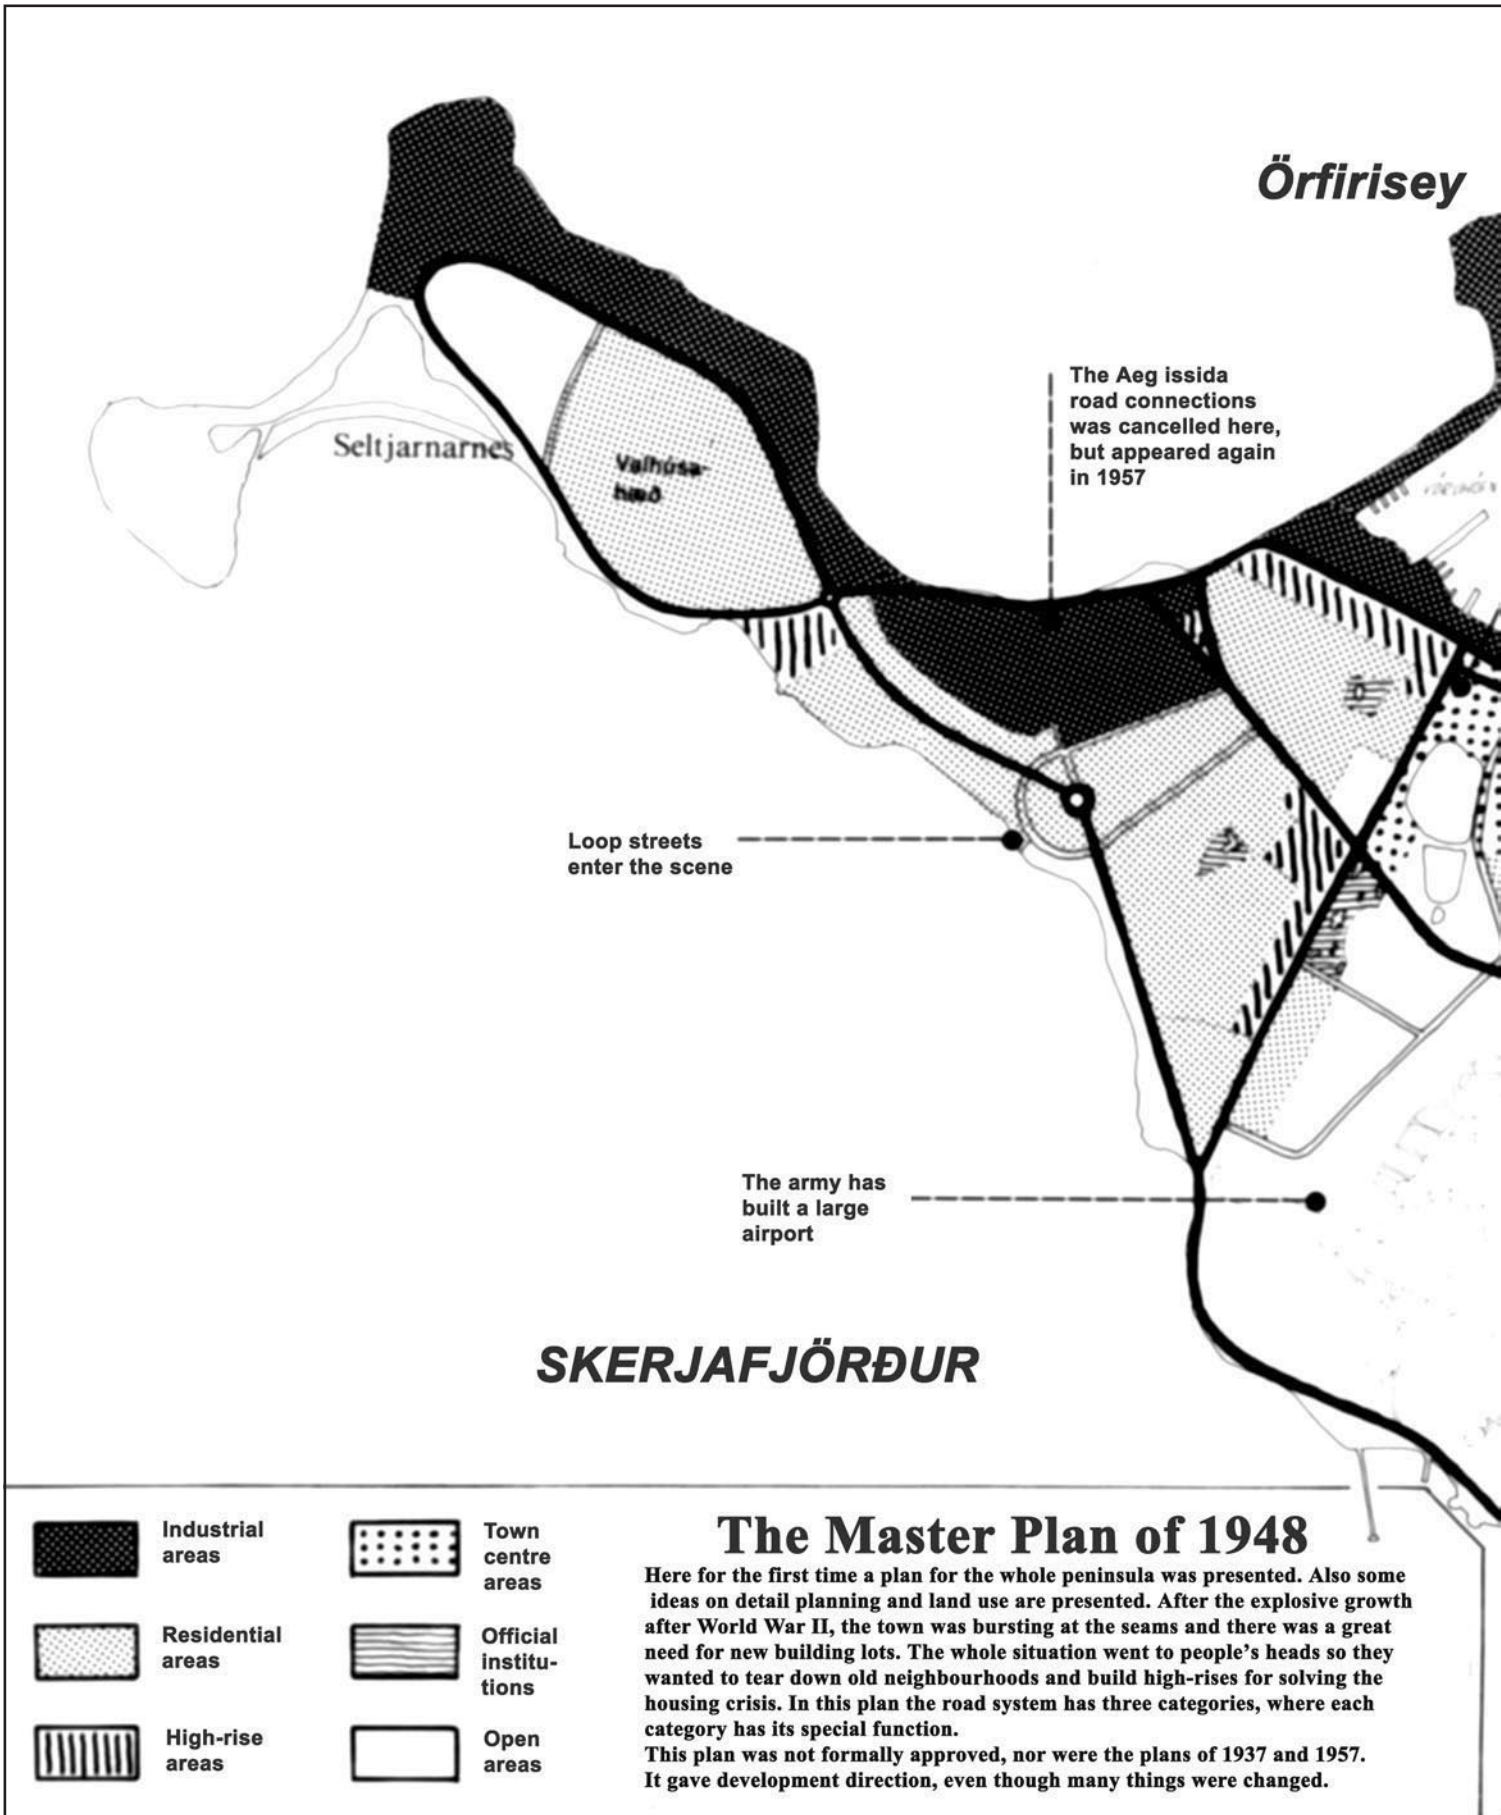 Örfirisey
The Aeg issida
road connections
was cancelled here,
but appeared again
in 1957
Seltjarnarnes
Valhúsa-
hæð
Loop streets
enter the scene
The army has
built a large
airport
SKERJAFJÖRÐUR
Industrial
areas
Residential
areas
High-rise
areas
Town
centre
areas
Official
institu-
tions
Open
areas
The Master Plan of 1948
Here for the first time a plan for the whole peninsula was presented. Also some
ideas on detail planning and land use are presented. After the explosive growth
after World War II, the town was bursting at the seams and there was a great
need for new building lots. The whole situation went to people's heads so they
wanted to tear down old neighbourhoods and build high-rises for solving the
housing crisis. In this plan the road system has three categories, where each
category has its special function.
This plan was not formally approved, nor were the plans of 1937 and 1957.
It gave development direction, even though many things were changed.